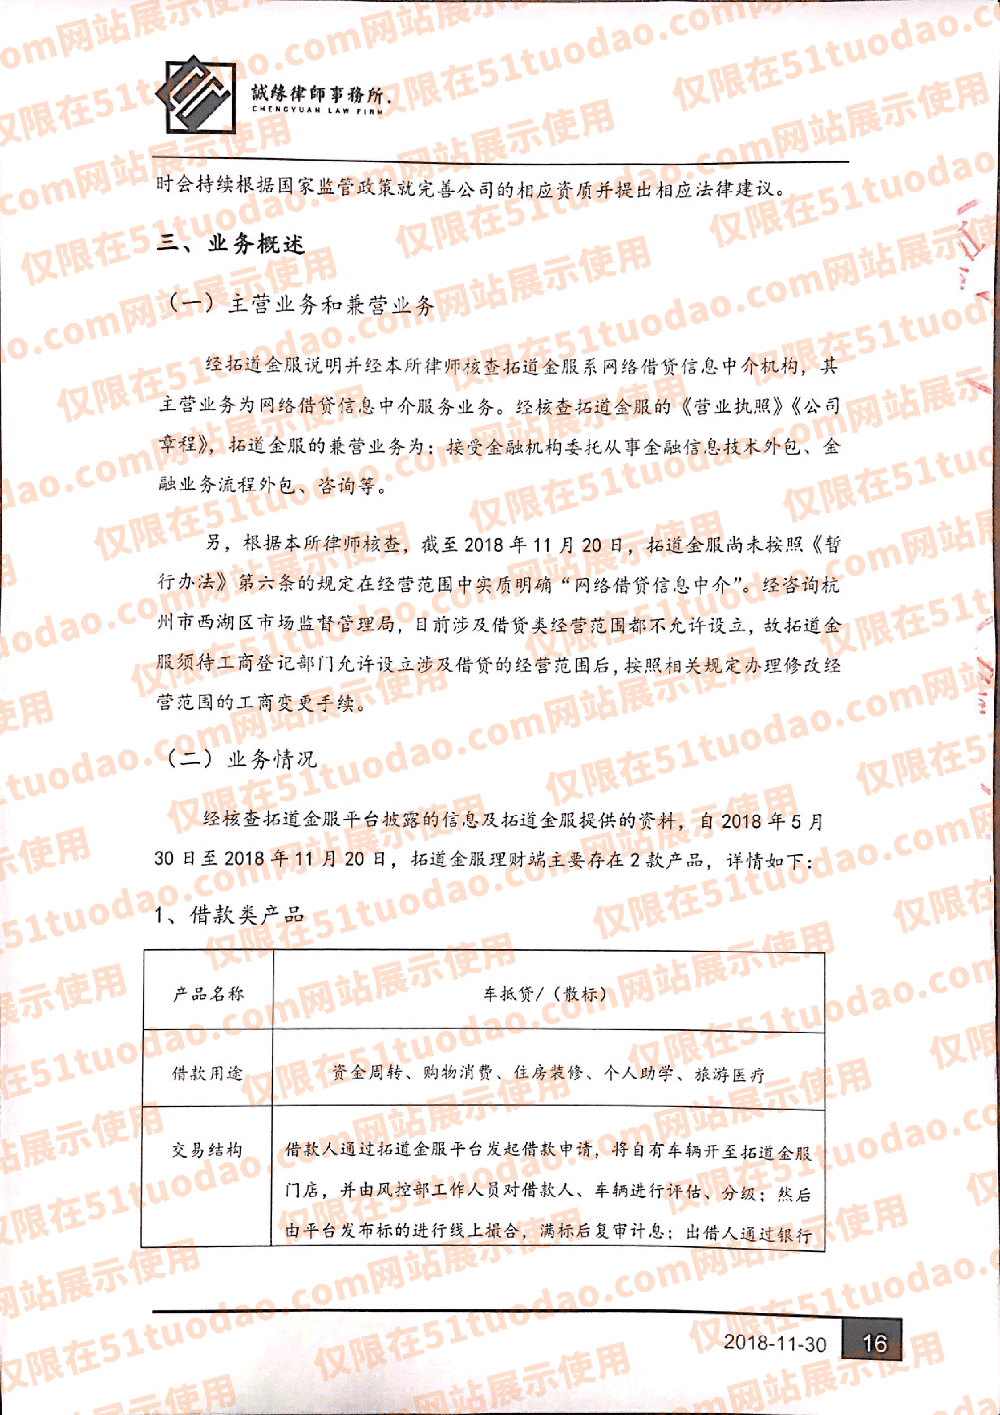 誠缘律師事務所.
CHENGYUAN LAW FIRM
时会持续根据国家监管政策就完善公司的相应资质并提出相应法律建议。
三、业务概述
（一）主营业务和兼营业务
经拓道金服说明并经本所律师核查拓道金服系网络借贷信息中介机构，其
主营业务为网络借贷信息中介服务业务。经核查拓道金服的《营业执照》《公司
章程》，拓道金服的兼营业务为：接受金融机构委托从事金融信息技术外包、金
融业务流程外包、咨询等。
另，根据本所律师核查，截至 2018 年 11 月 20 日，拓道金服尚未按照《暂
行办法》第六条的规定在经营范围中实质明确“网络借贷信息中介”。经咨询杭
州市西湖区市场监督管理局，目前涉及借贷类经营范围都不允许设立，故拓道金
服须待工商登记部门允许设立涉及借贷的经营范围后，按照相关规定办理修改经
营范围的工商变更手续。
（二）业务情况
经核查拓道金服平台披露的信息及拓道金服提供的资料，自 2018 年 5 月
30 日至 2018 年 11 月 20 日，拓道金服理财端主要存在 2 款产品，详情如下：
1、借款类产品
产品名称 车抵贷/（散标）
借款用途 资金周转、购物消费、住房装修、个人助学、旅游医疗
交易结构 借款人通过拓道金服平台发起借款申请，将自有车辆开至拓道金服
门店，并由风控部工作人员对借款人、车辆进行评估、分级；然后
由平台发布标的进行线上撮合，满标后复审计息；出借人通过银行
2018-11-30 16
仅限在51tuodao.com网站展示使用